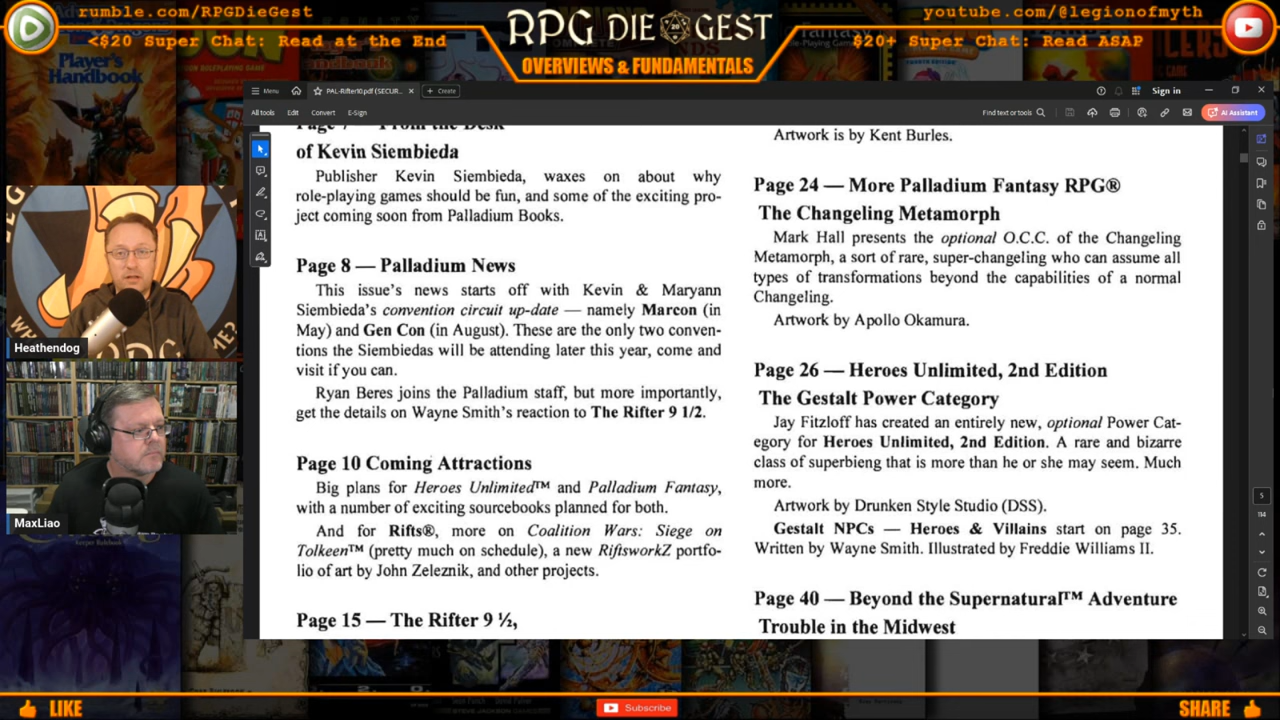 rumble.com/RPGDieGest
<$20 Super Chat: Read at the End
RPG DIE GEST
OVERVIEWS & FUNDAMENTALS
youtube.com/@legionofmyth
$20+ Super Chat: Read ASAP
Player's
Handbook
Menu
PAL-Rifter10.pdf (SECUR...
Create
Sign in
All tools
Edit
Convert
E-Sign
Find text or tools
AI Assistant
Page 7 — From the Desk
of Kevin Siembieda
Publisher Kevin Siembieda, waxes on about why
role-playing games should be fun, and some of the exciting pro-
ject coming soon from Palladium Books.
Page 8 — Palladium News
This issue's news starts off with Kevin & Maryann
Siembieda's convention circuit up-date — namely Marcon (in
May) and Gen Con (in August). These are the only two conven-
tions the Siembiedas will be attending later this year, come and
visit if you can.
Ryan Beres joins the Palladium staff, but more importantly,
get the details on Wayne Smith's reaction to The Rifter 9 1/2.
Page 10 Coming Attractions
Big plans for Heroes Unlimited™ and Palladium Fantasy,
with a number of exciting sourcebooks planned for both.
And for Rifts®, more on Coalition Wars: Siege on
Tolkeen™ (pretty much on schedule), a new RiftsworkZ portfo-
lio of art by John Zeleznik, and other projects.
Page 15 — The Rifter 9 ½,
Artwork is by Kent Burles.
Page 24 — More Palladium Fantasy RPG®
The Changeling Metamorph
Mark Hall presents the optional O.C.C. of the Changeling
Metamorph, a sort of rare, super-changeling who can assume all
types of transformations beyond the capabilities of a normal
Changeling.
Artwork by Apollo Okamura.
Page 26 — Heroes Unlimited, 2nd Edition
The Gestalt Power Category
Jay Fitzloff has created an entirely new, optional Power Cat-
egory for Heroes Unlimited, 2nd Edition. A rare and bizarre
class of superbieng that is more than he or she may seem. Much
more.
Artwork by Drunken Style Studio (DSS).
Gestalt NPCs — Heroes & Villains start on page 35.
Written by Wayne Smith. Illustrated by Freddie Williams II.
Page 40 — Beyond the Supernatural™ Adventure
Trouble in the Midwest
5
114
Heathendog
MaxLiao
LIKE
Subscribe
SHARE